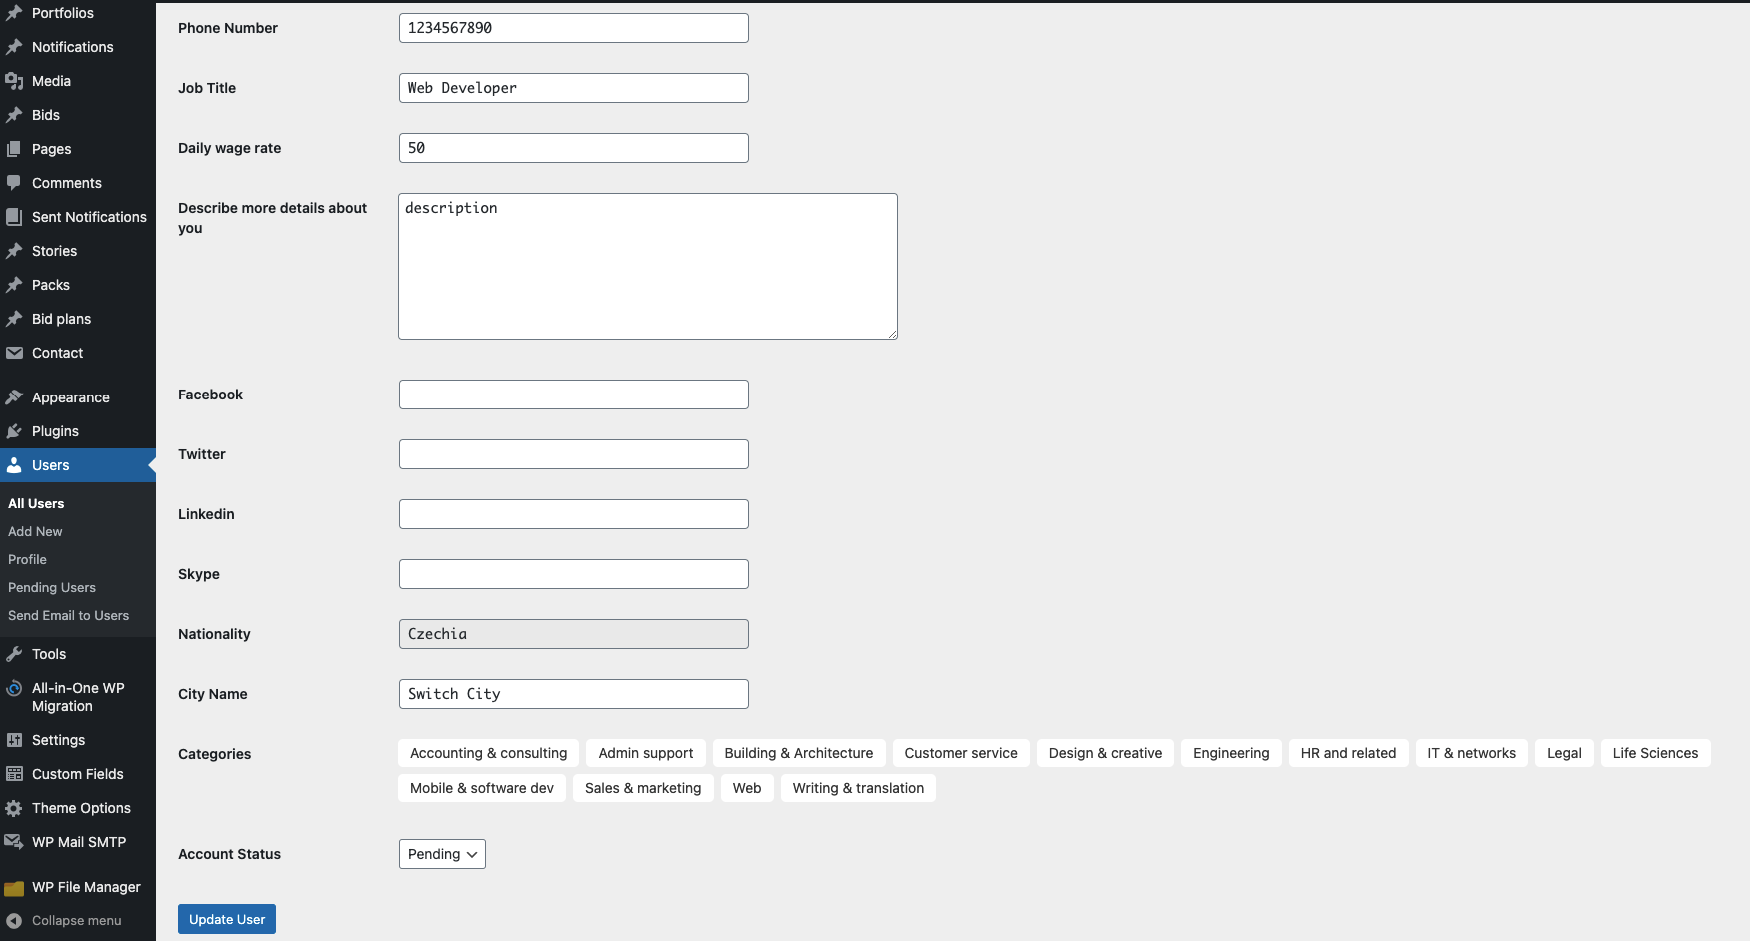 Portfolios
Notifications
Media
Bids
Pages
Comments
Sent Notifications
Stories
Packs
Bid plans
Contact
Appearance
Plugins
Users
All Users
Add New
Profile
Pending Users
Send Email to Users
Tools
All-in-One WP
Migration
Settings
Custom Fields
Theme Options
WP Mail SMTP
WP File Manager
Collapse menu
Phone Number
1234567890
Job Title
Web Developer
Daily wage rate
50
Describe more details about
you
description
Facebook
Twitter
Linkedin
Skype
Nationality
Czechia
City Name
Switch City
Categories
Accounting & consulting Admin support Building & Architecture Customer service Design & creative Engineering HR and related IT & networks Legal Life Sciences
Mobile & software dev Sales & marketing Web Writing & translation
Account Status
Pending
Update User